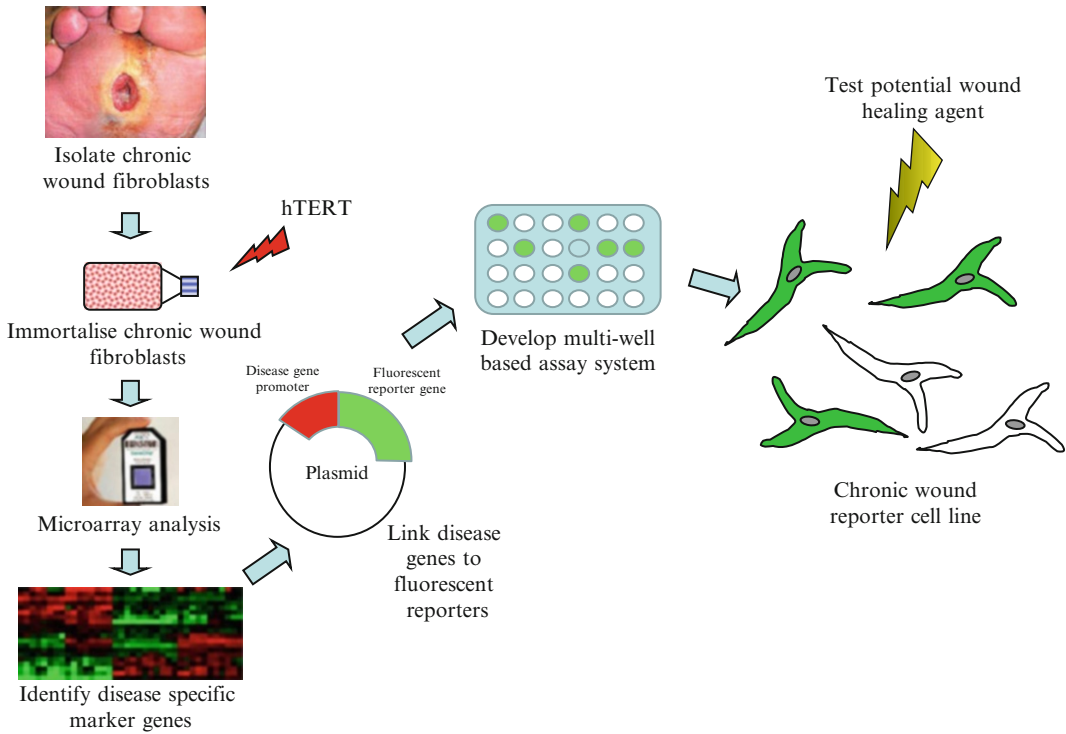 Isolate chronic
wound fibroblasts
hTERT
Immortalise chronic wound
fibroblasts
Microarray analysis
Identify disease specific
marker genes
Disease gene
promoter
Fluorescent
reporter gene
Plasmid
Link disease
genes to
fluorescent
reporters
Develop multi-well
based assay system
Test potential wound
healing agent
Chronic wound
reporter cell line